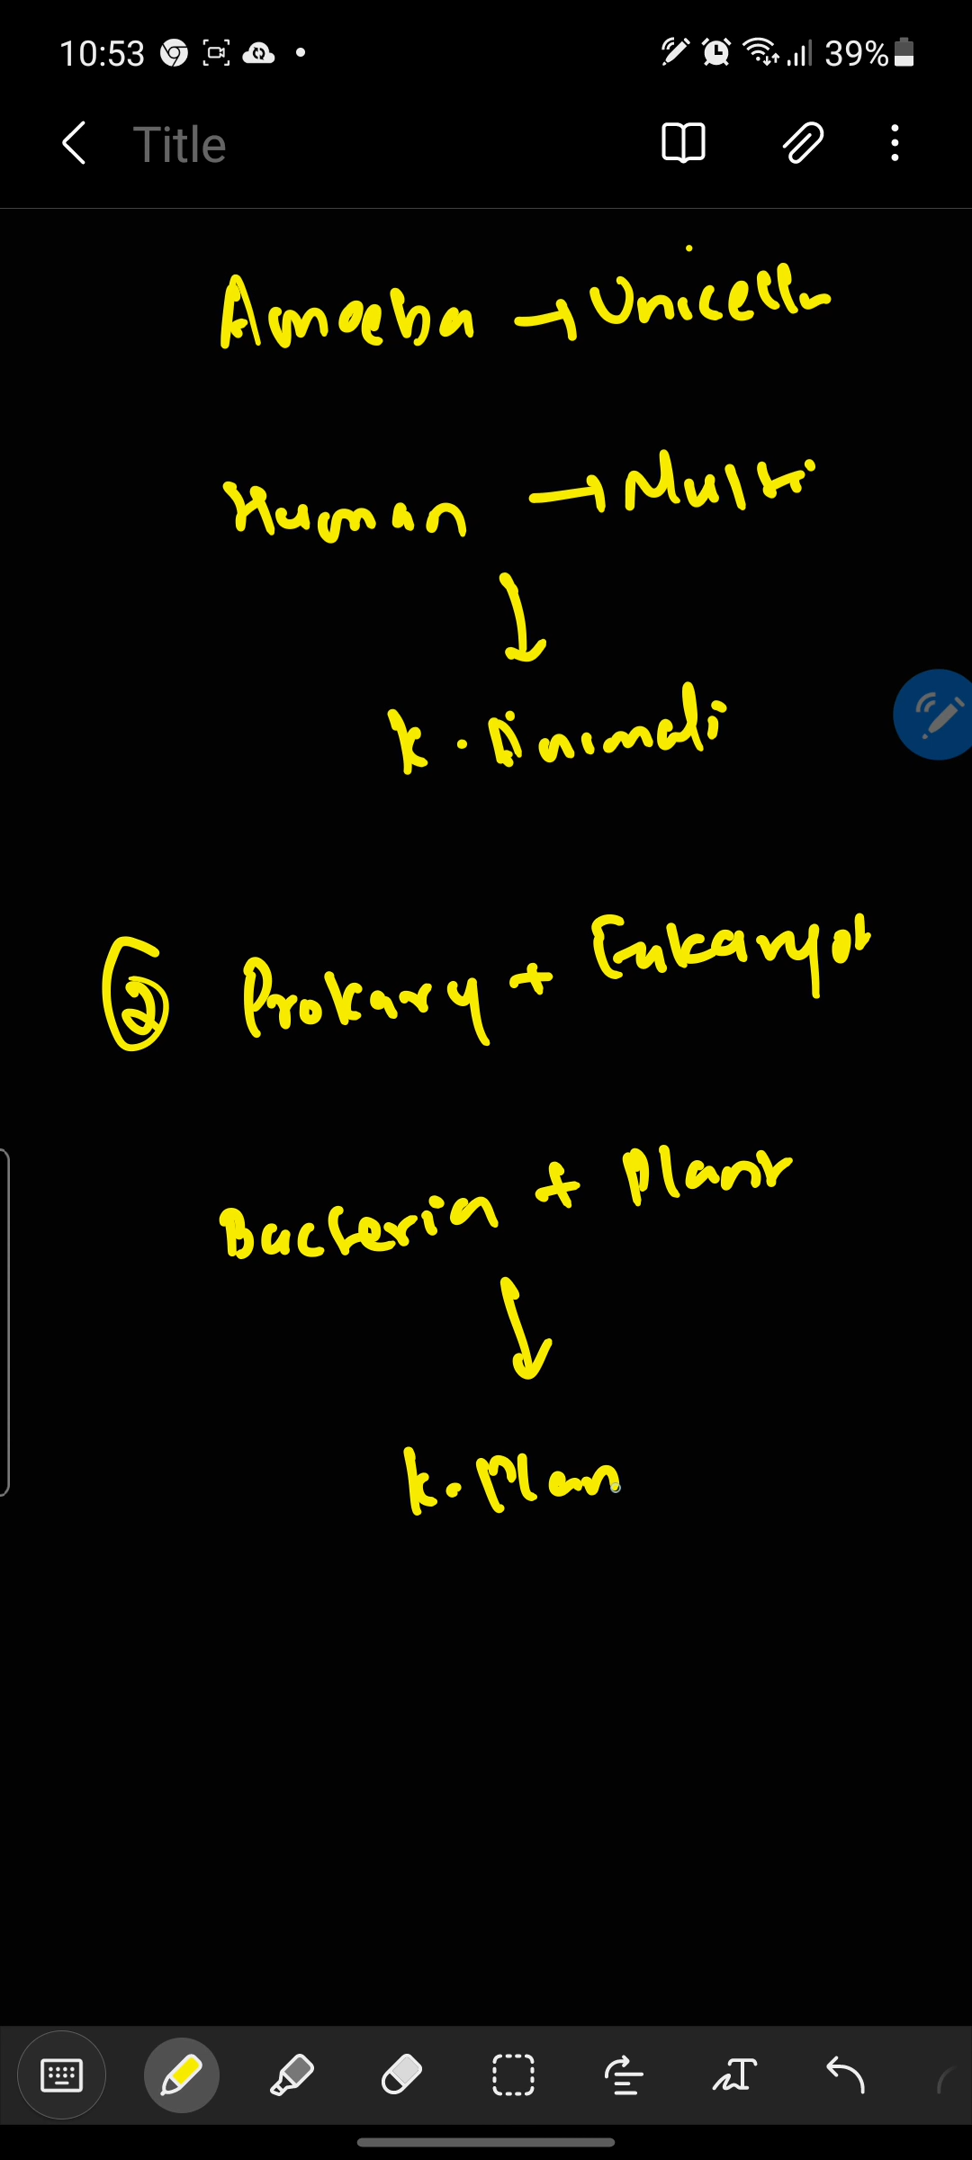 10:53 39%
Title
Amoeba → Unicellu
Human → Multi
↓
K. Animali
② Prokary + Eukaryot
Bacteria + Plant
↓
K. Plan